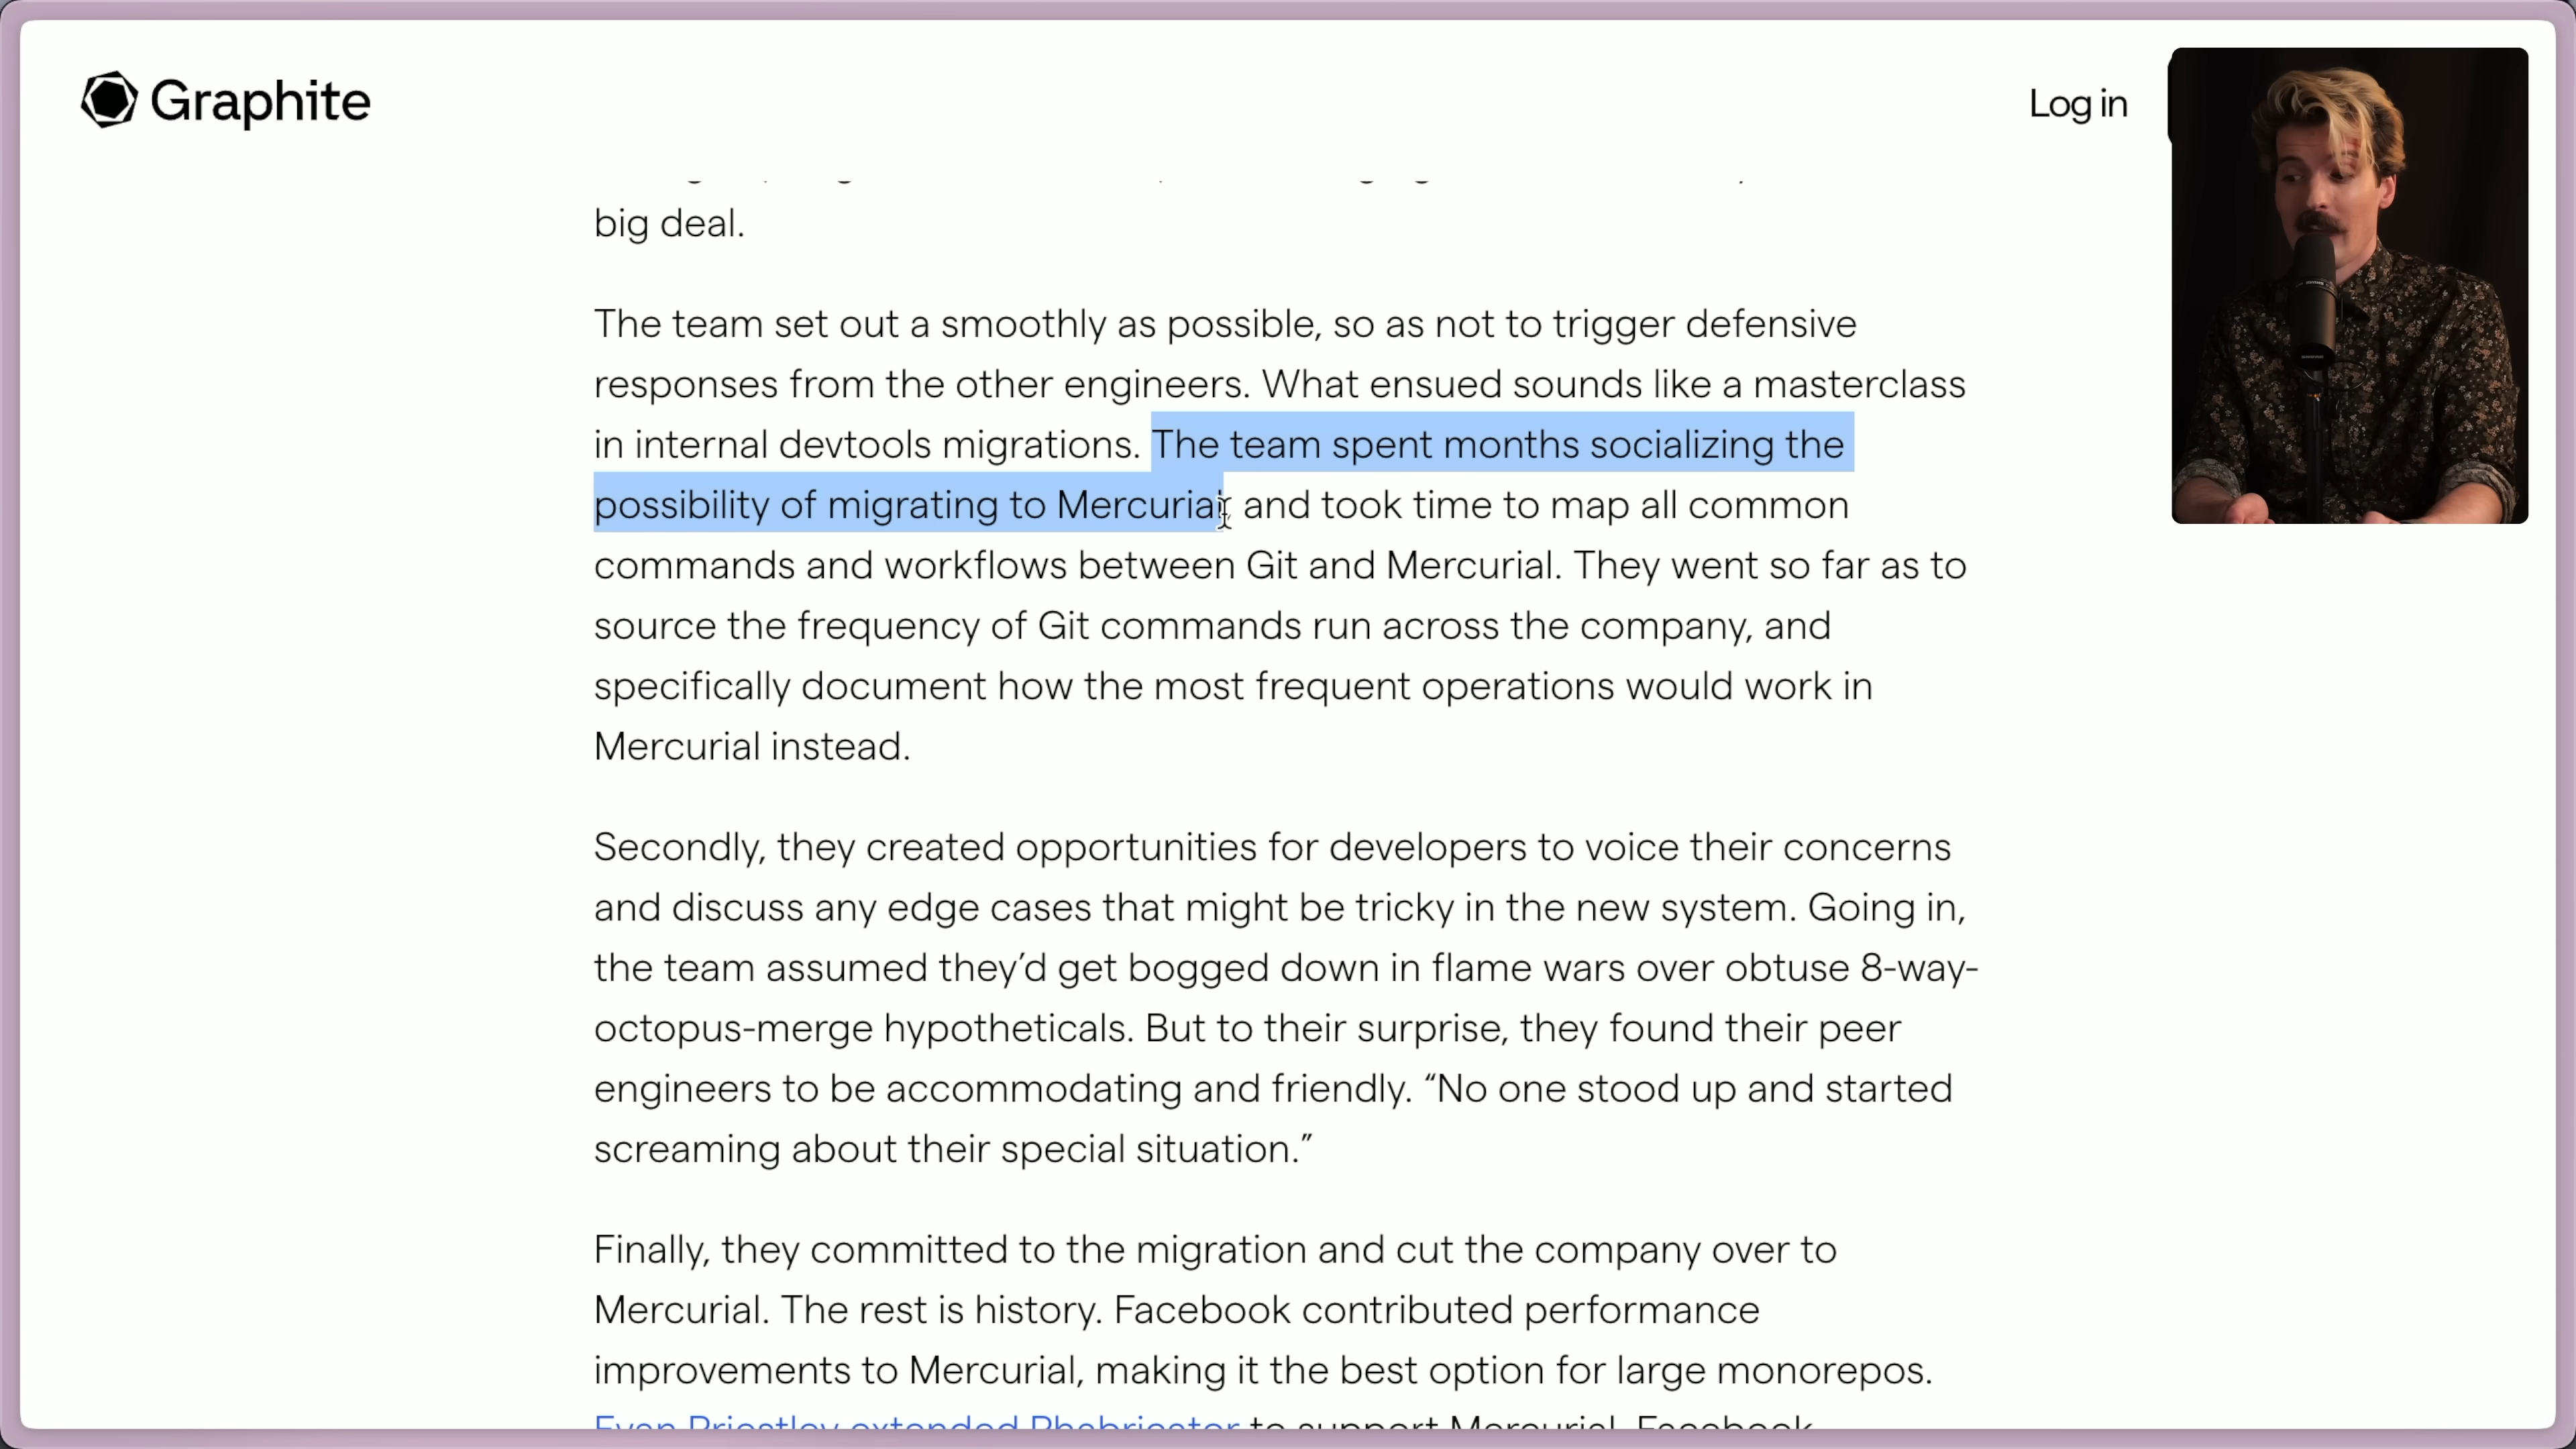 Graphite
Log in
big deal.
The team set out a smoothly as possible, so as not to trigger defensive
responses from the other engineers. What ensued sounds like a masterclass
in internal devtools migrations. The team spent months socializing the
possibility of migrating to Mercurial, and took time to map all common
commands and workflows between Git and Mercurial. They went so far as to
source the frequency of Git commands run across the company, and
specifically document how the most frequent operations would work in
Mercurial instead.
Secondly, they created opportunities for developers to voice their concerns
and discuss any edge cases that might be tricky in the new system. Going in,
the team assumed they’d get bogged down in flame wars over obtuse 8-way-
octopus-merge hypotheticals. But to their surprise, they found their peer
engineers to be accommodating and friendly. “No one stood up and started
screaming about their special situation.”
Finally, they committed to the migration and cut the company over to
Mercurial. The rest is history. Facebook contributed performance
improvements to Mercurial, making it the best option for large monorepos.
Evan Priestley extended Phabricator to support Mercurial. Facebook